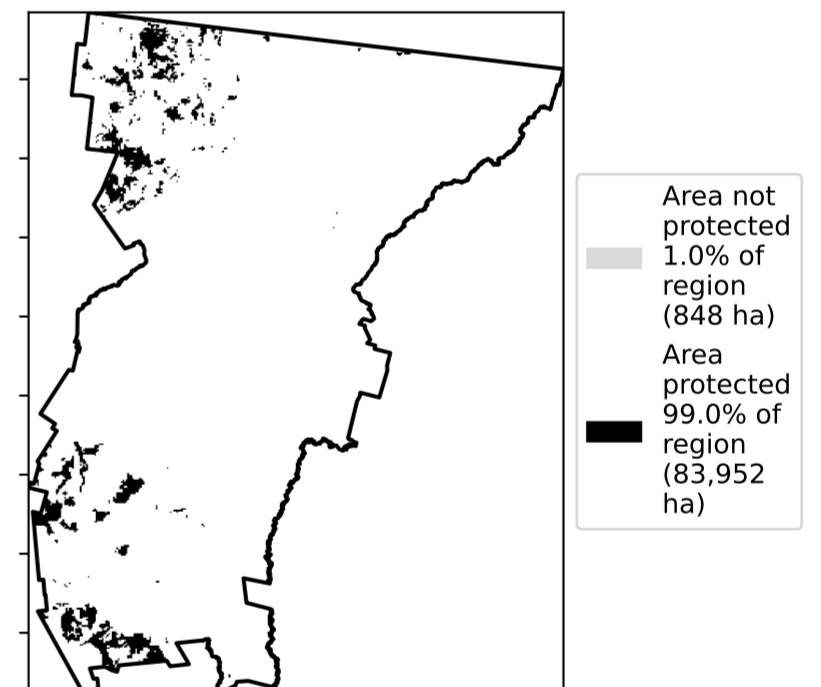 Area not
protected
1.0% of
region
(848 ha)
Area
protected
99.0% of
region
(83,952
ha)